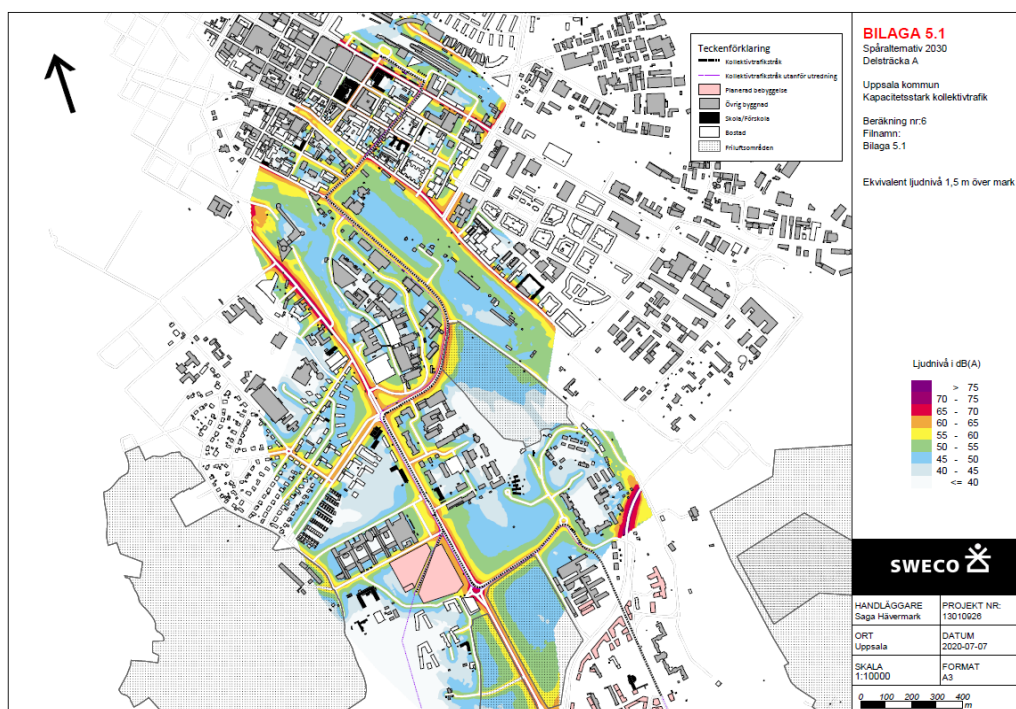 Teckenförklaring
Kollektivtrafikstråk
Kollektivtrafikstråk utanför utredning
Planerad bebyggelse
Övrig byggnad
Skola/Förskola
Bostad
Friluftsområden
BILAGA 5.1
Spåralternativ 2030
Delsträcka A
Uppsala kommun
Kapacitetsstark kollektivtrafik
Beräkning nr:6
Filnamn:
Bilaga 5.1
Ekvivalent ljudnivå 1,5 m över mark
Ljudnivå i dB(A)
> 75
70 - 75
65 - 70
60 - 65
55 - 60
50 - 55
45 - 50
40 - 45
<= 40
SWECO
HANDLÄGGARE
Saga Hävermark
PROJEKT NR:
13010926
ORT
Uppsala
DATUM
2020-07-07
SKALA
1:10000
FORMAT
A3
0 100 200 300 400
m